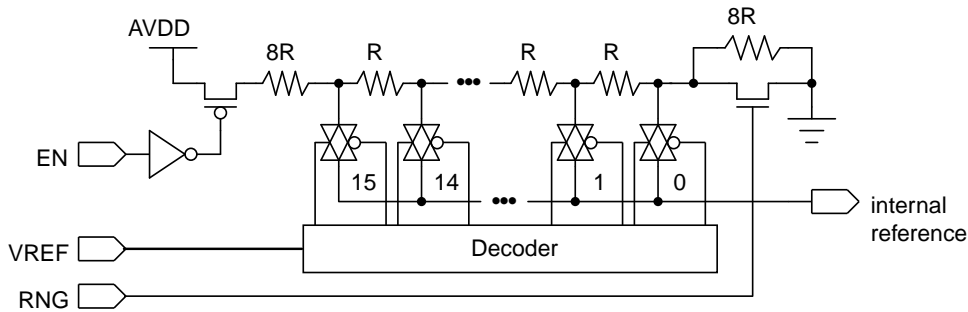 8R
AVDD
8R
R
R
R
EN
15
14
1
0
internal
reference
VREF
Decoder
RNG